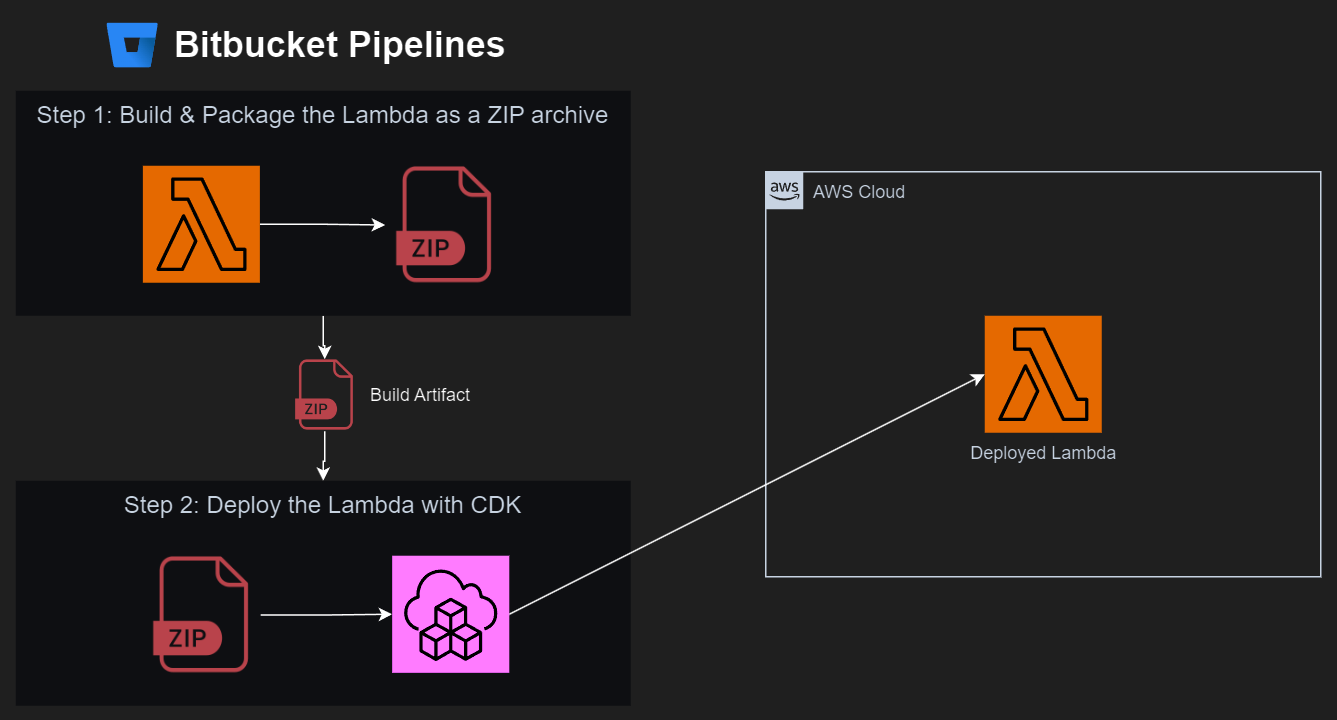 Bitbucket Pipelines
Step 1: Build & Package the Lambda as a ZIP archive
ZIP
aws
AWS Cloud
ZIP
Build Artifact
Deployed Lambda
Step 2: Deploy the Lambda with CDK
ZIP